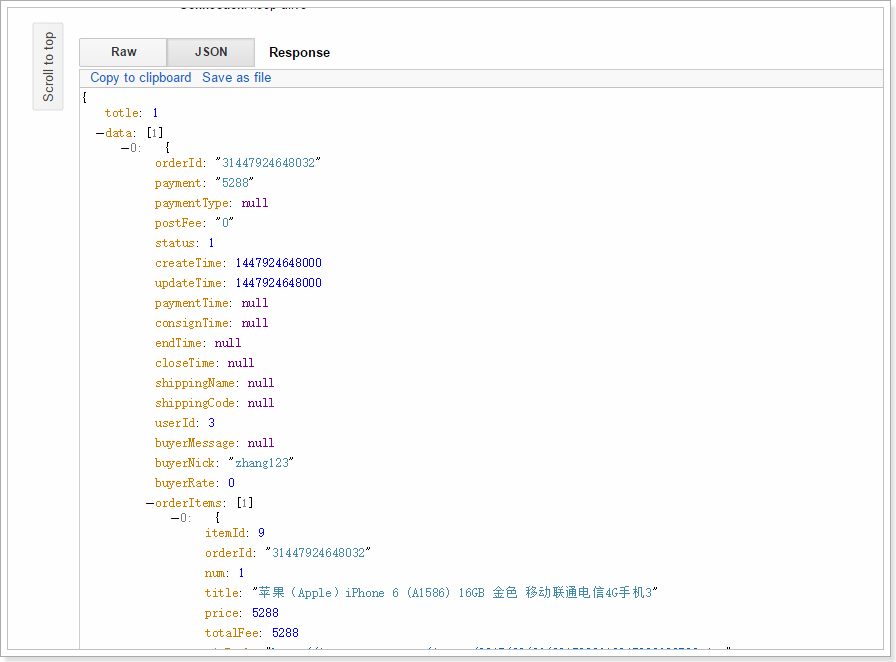 Scroll to top
Raw JSON Response
Copy to clipboard Save as file
{
totle: 1
−data: [1]
−0: {
orderId: "31447924648032"
payment: "5288"
paymentType: null
postFee: "0"
status: 1
createTime: 1447924648000
updateTime: 1447924648000
paymentTime: null
consignTime: null
endTime: null
closeTime: null
shippingName: null
shippingCode: null
userId: 3
buyerMessage: null
buyerNick: "zhang123"
buyerRate: 0
−orderItems: [1]
−0: {
itemId: 9
orderId: "31447924648032"
num: 1
title: "苹果（Apple）iPhone 6 (A1586) 16GB 金色 移动联通电信4G手机3"
price: 5288
totalFee: 5288